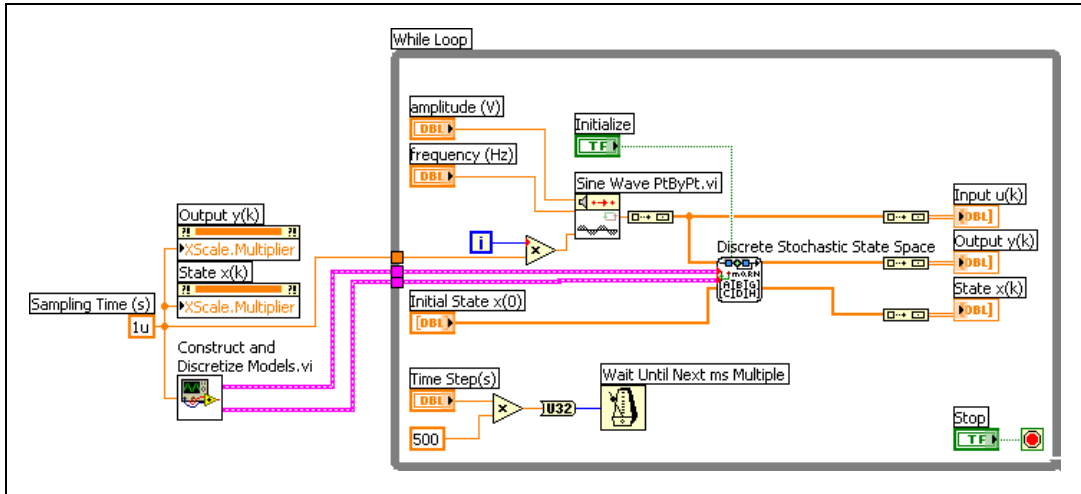 While Loop
amplitude (V)
DBL
Initialize
TF
frequency (Hz)
DBL
Sine Wave PtByPt.vi
Input u(k)
DBL]
Output y(k)
?! ?!
XScale.Multiplier
i
x
Discrete Stochastic State Space
Output y(k)
DBL]
State x(k)
?! ?!
XScale.Multiplier
Initial State x(0)
[DBL
State x(k)
DBL]
Sampling Time (s)
1u
Construct and
Discretize Models.vi
Time Step(s)
DBL
x
U32
Wait Until Next ms Multiple
500
Stop
TF